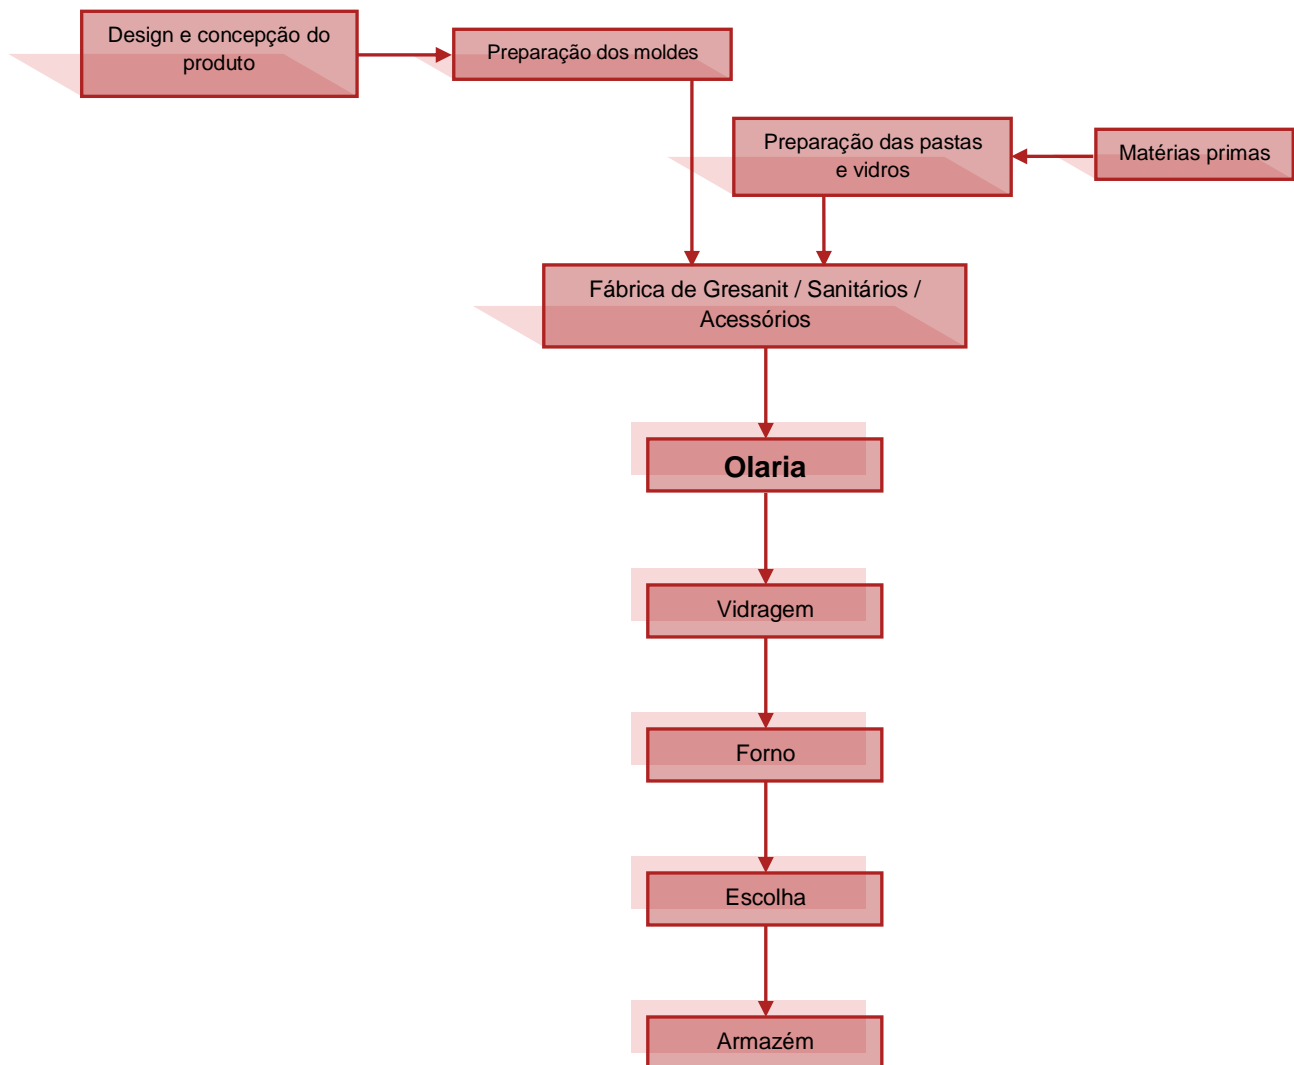 Design e concepção do
produto
Preparação dos moldes
Preparação das pastas
e vidros
Matérias primas
Fábrica de Gresanit / Sanitários /
Acessórios
Olaria
Vidragem
Forno
Escolha
Armazém